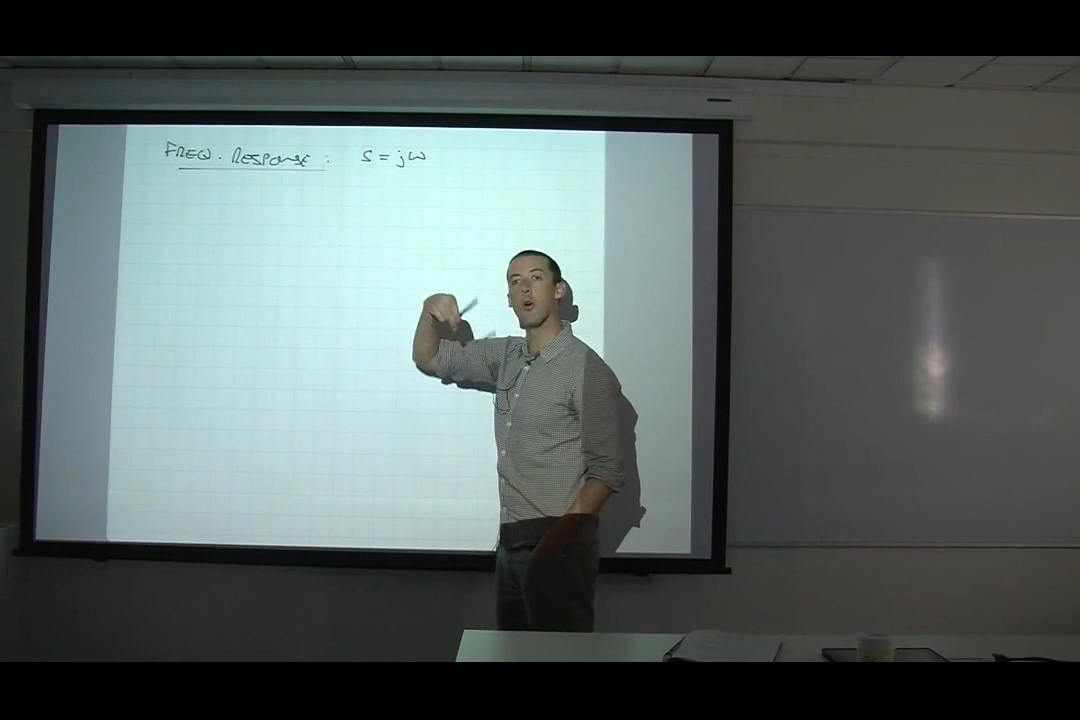 FREQ. RESPONSE: S = jω